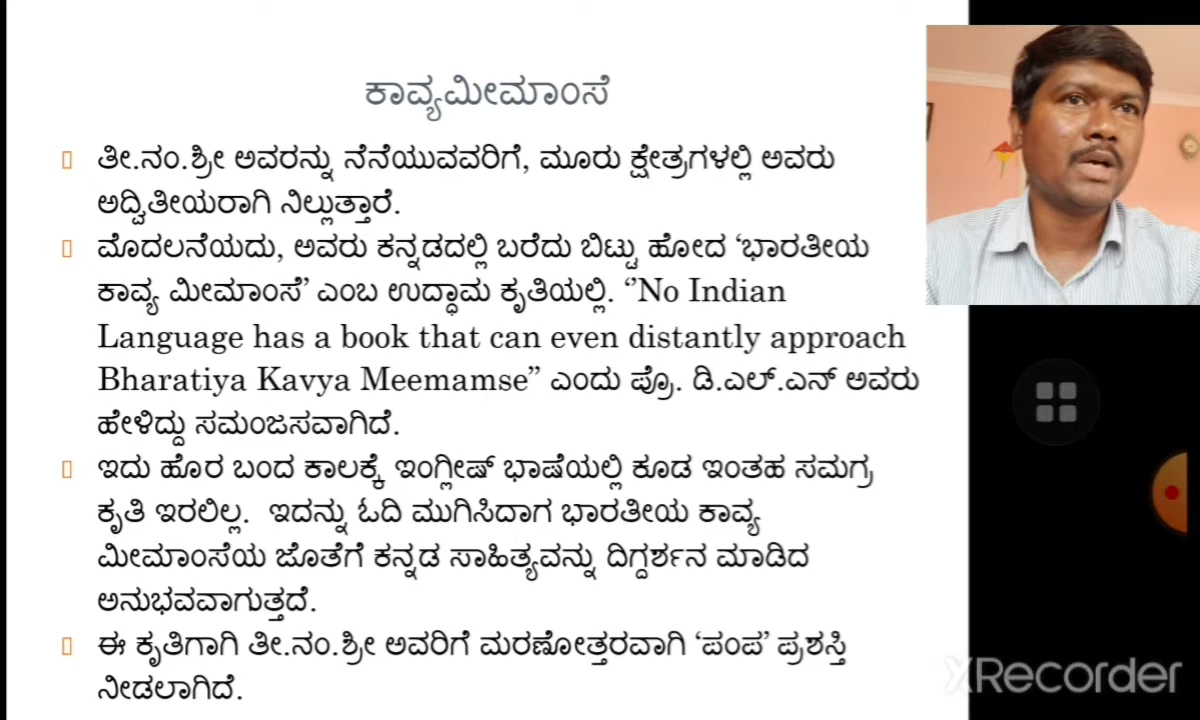 ಕಾವ್ಯಮೀಮಾಂಸೆ
ತೀ.ನಂ.ಶ್ರೀ ಅವರನ್ನು ನೆನೆಯುವವರಿಗೆ, ಮೂರು ಕ್ಷೇತ್ರಗಳಲ್ಲಿ ಅವರು
ಅದ್ವಿತೀಯರಾಗಿ ನಿಲ್ಲುತ್ತಾರೆ.
ಮೊದಲನೆಯದು, ಅವರು ಕನ್ನಡದಲ್ಲಿ ಬರೆದು ಬಿಟ್ಟು ಹೋದ ‘ಭಾರತೀಯ
ಕಾವ್ಯ ಮೀಮಾಂಸೆ’ ಎಂಬ ಉದ್ಧಾಮ ಕೃತಿಯಲ್ಲಿ. “No Indian
Language has a book that can even distantly approach
Bharatiya Kavya Meemamse” ಎಂದು ಪ್ರೊ. ಡಿ.ಎಲ್.ಎನ್ ಅವರು
ಹೇಳಿದ್ದು ಸಮಂಜಸವಾಗಿದೆ.
ಇದು ಹೊರ ಬಂದ ಕಾಲಕ್ಕೆ ಇಂಗ್ಲೀಷ್ ಭಾಷೆಯಲ್ಲಿ ಕೂಡ ಇಂತಹ ಸಮಗ್ರ
ಕೃತಿ ಇರಲಿಲ್ಲ. ಇದನ್ನು ಓದಿ ಮುಗಿಸಿದಾಗ ಭಾರತೀಯ ಕಾವ್ಯ
ಮೀಮಾಂಸೆಯ ಜೊತೆಗೆ ಕನ್ನಡ ಸಾಹಿತ್ಯವನ್ನು ದಿಗ್ದರ್ಶನ ಮಾಡಿದ
ಅನುಭವವಾಗುತ್ತದೆ.
ಈ ಕೃತಿಗಾಗಿ ತೀ.ನಂ.ಶ್ರೀ ಅವರಿಗೆ ಮರಣೋತ್ತರವಾಗಿ ‘ಪಂಪ’ ಪ್ರಶಸ್ತಿ
ನೀಡಲಾಗಿದೆ.
XRecorder